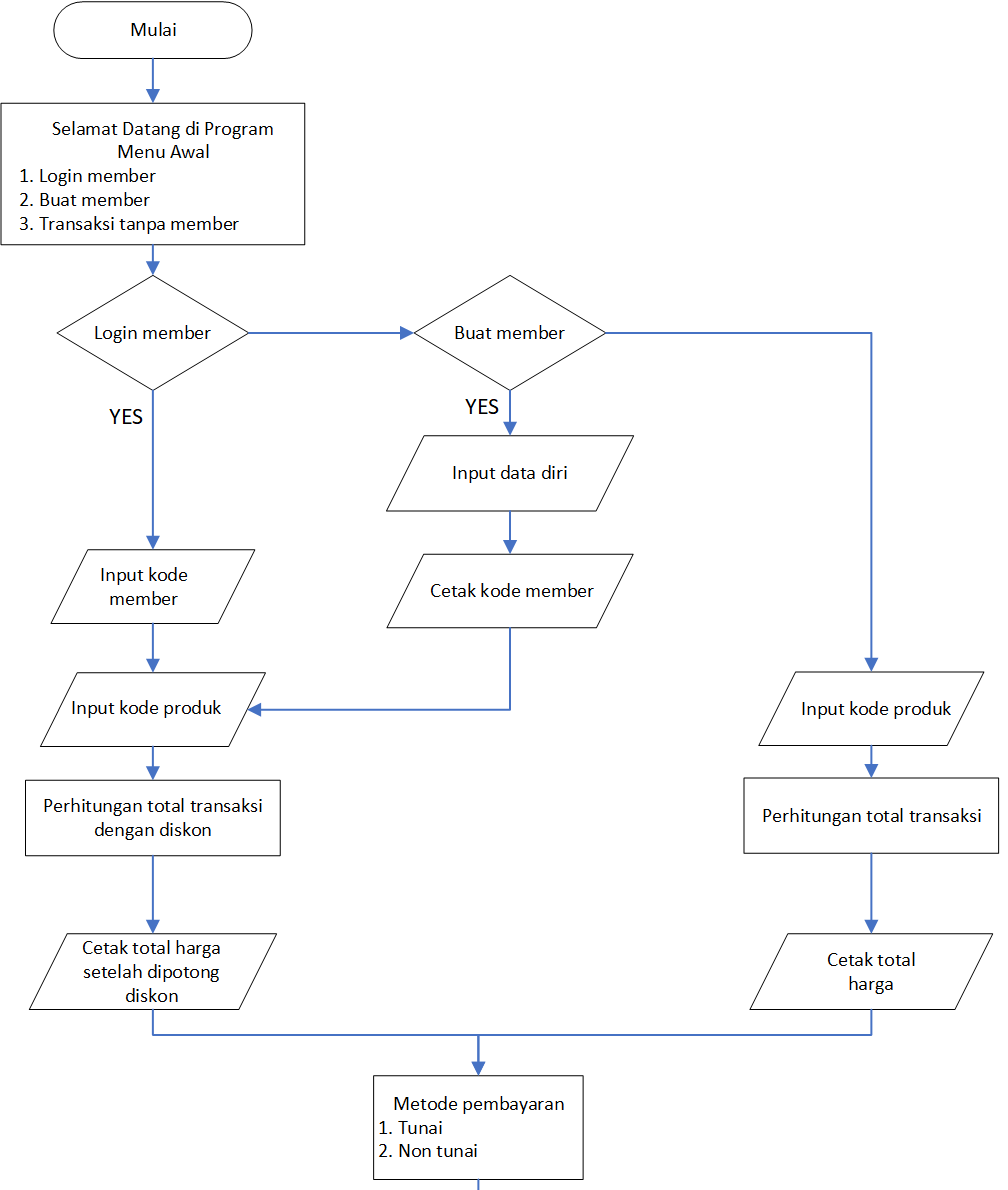 Mulai
Selamat Datang di Program
Menu Awal
1. Login member
2. Buat member
3. Transaksi tanpa member
Login member
Buat member
YES
YES
Input data diri
Input kode
member
Cetak kode member
Input kode produk
Input kode produk
Perhitungan total transaksi
dengan diskon
Perhitungan total transaksi
Cetak total harga
setelah dipotong
diskon
Cetak total
harga
Metode pembayaran
1. Tunai
2. Non tunai